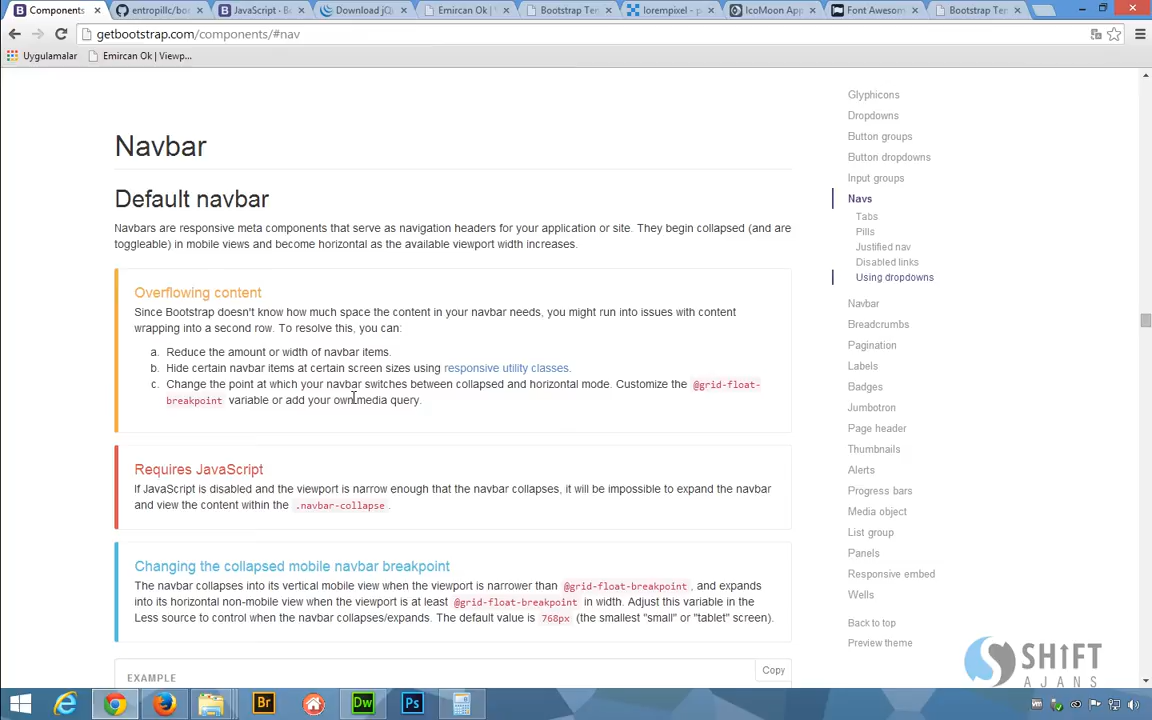 Components
entropillc/boo
JavaScript · Bo
Download jQ
Emircan Ok | V
Bootstrap Ten
lorempixel - p
IcoMoon App
Font Awesom
Bootstrap Ten
getbootstrap.com/components/#nav
Uygulamalar
Emircan Ok | Viewp...
Navbar
Default navbar
Navbars are responsive meta components that serve as navigation headers for your application or site. They begin collapsed (and are
toggleable) in mobile views and become horizontal as the available viewport width increases.
Overflowing content
Since Bootstrap doesn't know how much space the content in your navbar needs, you might run into issues with content
wrapping into a second row. To resolve this, you can:
a. Reduce the amount or width of navbar items.
b. Hide certain navbar items at certain screen sizes using responsive utility classes.
c. Change the point at which your navbar switches between collapsed and horizontal mode. Customize the @grid-float-
breakpoint variable or add your own media query.
Requires JavaScript
If JavaScript is disabled and the viewport is narrow enough that the navbar collapses, it will be impossible to expand the navbar
and view the content within the .navbar-collapse.
Changing the collapsed mobile navbar breakpoint
The navbar collapses into its vertical mobile view when the viewport is narrower than @grid-float-breakpoint, and expands
into its horizontal non-mobile view when the viewport is at least @grid-float-breakpoint in width. Adjust this variable in the
Less source to control when the navbar collapses/expands. The default value is 768px (the smallest "small" or "tablet" screen).
EXAMPLE
Copy
Glyphicons
Dropdowns
Button groups
Button dropdowns
Input groups
Navs
Tabs
Pills
Justified nav
Disabled links
Using dropdowns
Navbar
Breadcrumbs
Pagination
Labels
Badges
Jumbotron
Page header
Thumbnails
Alerts
Progress bars
Media object
List group
Panels
Responsive embed
Wells
Back to top
Preview theme
SHIFT
AJANS
Br
Dw
Ps